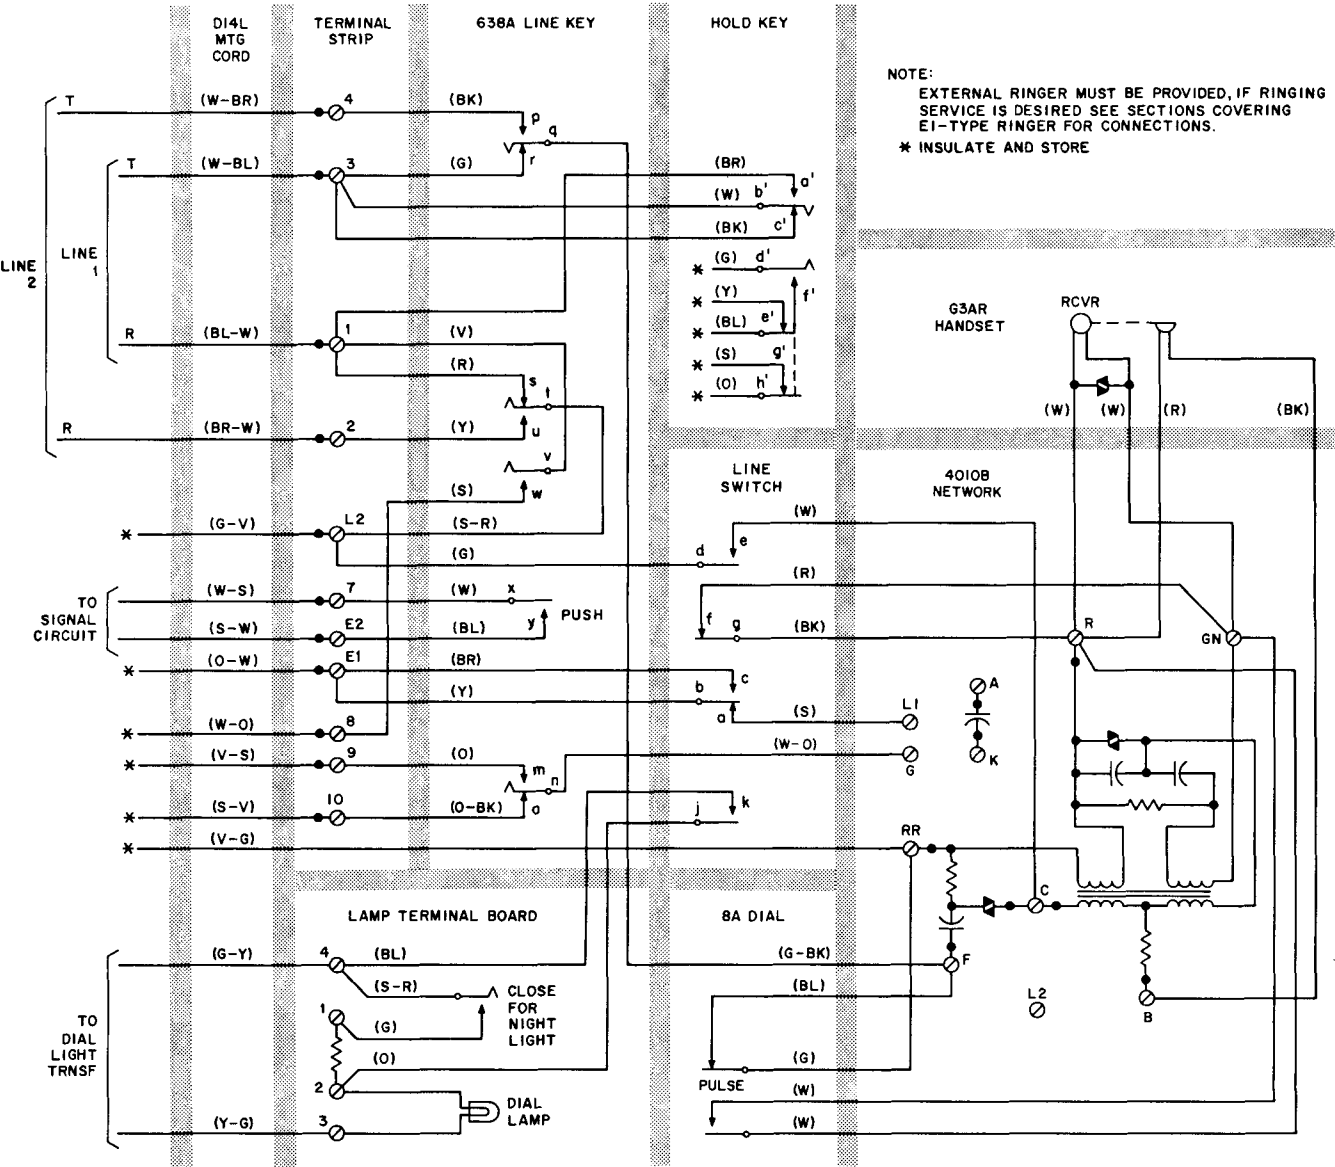 D14L
MTG
CORD
TERMINAL
STRIP
638A LINE KEY
HOLD KEY
NOTE:
EXTERNAL RINGER MUST BE PROVIDED, IF RINGING
SERVICE IS DESIRED SEE SECTIONS COVERING
E1-TYPE RINGER FOR CONNECTIONS.
* INSULATE AND STORE
T (W-BR) 4 (BK) p q
T (W-BL) 3 (G) r (BR) a'
(W) b'
(BK) c'
LINE
1
LINE
2
* (G) d'
* (Y) f'
* (BL) e'
* (S) g'
* (O) h'
R (BL-W) 1 (V)
(R) s t
R (BR-W) 2 (Y) u
v
(S) w
G3AR
HANDSET
RCVR
(W) (W) (R) (BK)
LINE
SWITCH
4010B
NETWORK
* (G-V) L2 (S-R)
(G) d e (W)
TO
SIGNAL
CIRCUIT
(W-S) 7 (W) x
(S-W) E2 (BL) y PUSH
(R)
f g (BK) R GN
* (O-W) E1 (BR) c
(Y) b
a (S) L1
A
K
* (W-O) 8
(W-O) G
* (V-S) 9 (O) m n
* (S-V) 10 (O-BK) o
j k
* (V-G) RR
C
LAMP TERMINAL BOARD
8A DIAL
TO
DIAL
LIGHT
TRNSF
(G-Y) 4 (BL)
(S-R)
CLOSE
FOR
NIGHT
LIGHT
1 (G)
(O)
2
DIAL
LAMP
(Y-G) 3
(G-BK) F
(BL)
L2
B
(G)
PULSE
(W)
(W)